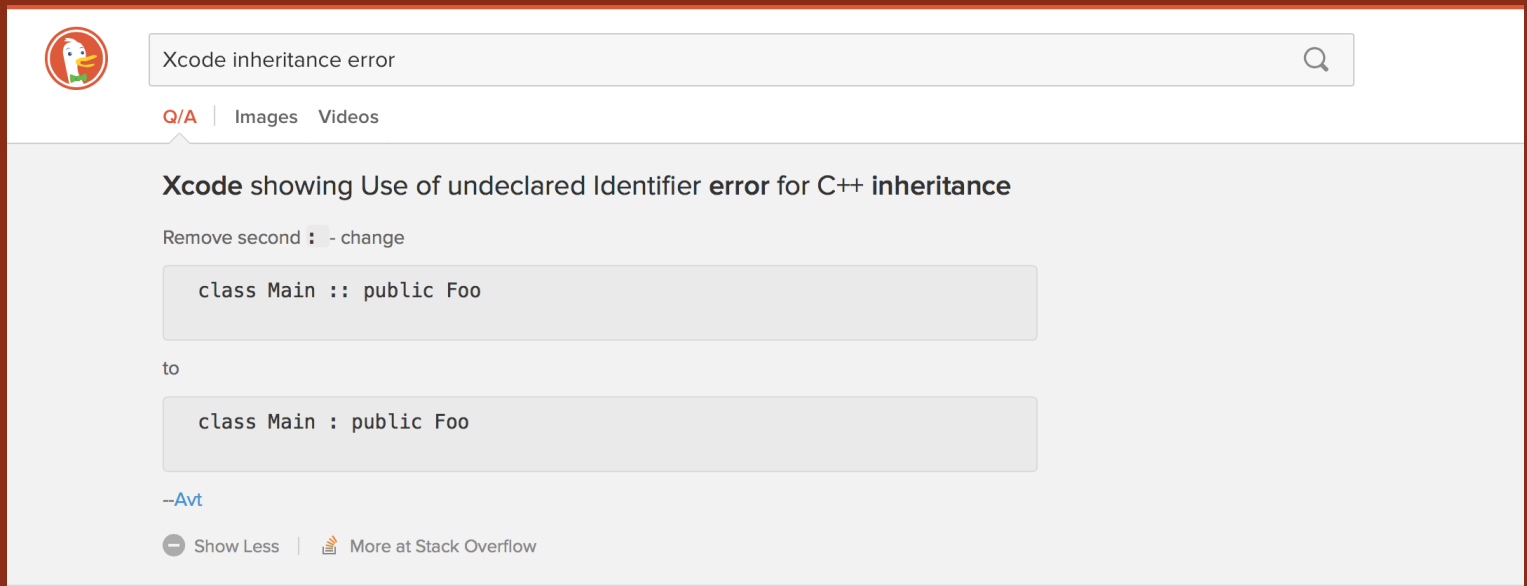 Xcode inheritance error
Q/A Images Videos
Xcode showing Use of undeclared Identifier error for C++ inheritance
Remove second : - change
class Main :: public Foo
to
class Main : public Foo
--Avt
Show Less More at Stack Overflow